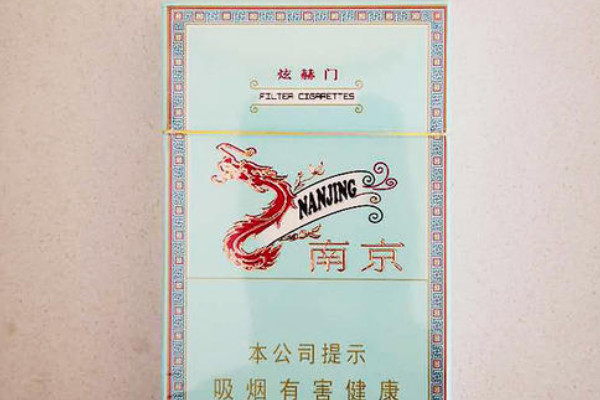 炫赫门
FILTER CIGARETTES
NANJING
南京
本公司提示
吸烟有害健康